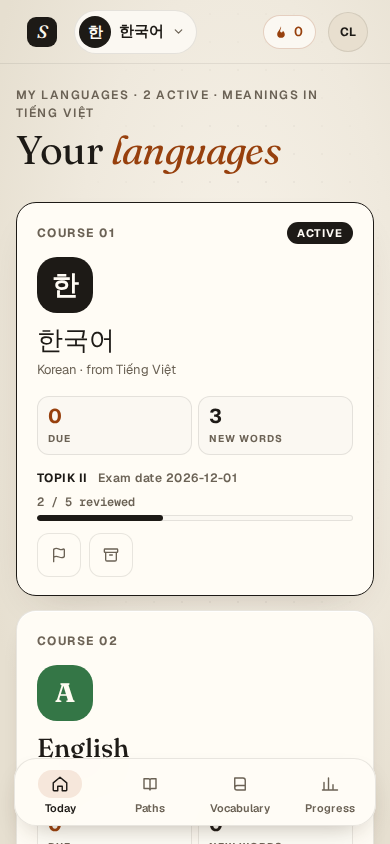 S
한
한국어
0
CL
MY LANGUAGES · 2 ACTIVE · MEANINGS IN
TIẾNG VIỆT
Your languages
COURSE 01
ACTIVE
한
한국어
Korean · from Tiếng Việt
0
DUE
3
NEW WORDS
TOPIK II Exam date 2026-12-01
2 / 5 reviewed
COURSE 02
A
English
Today
Paths
Vocabulary
Progress